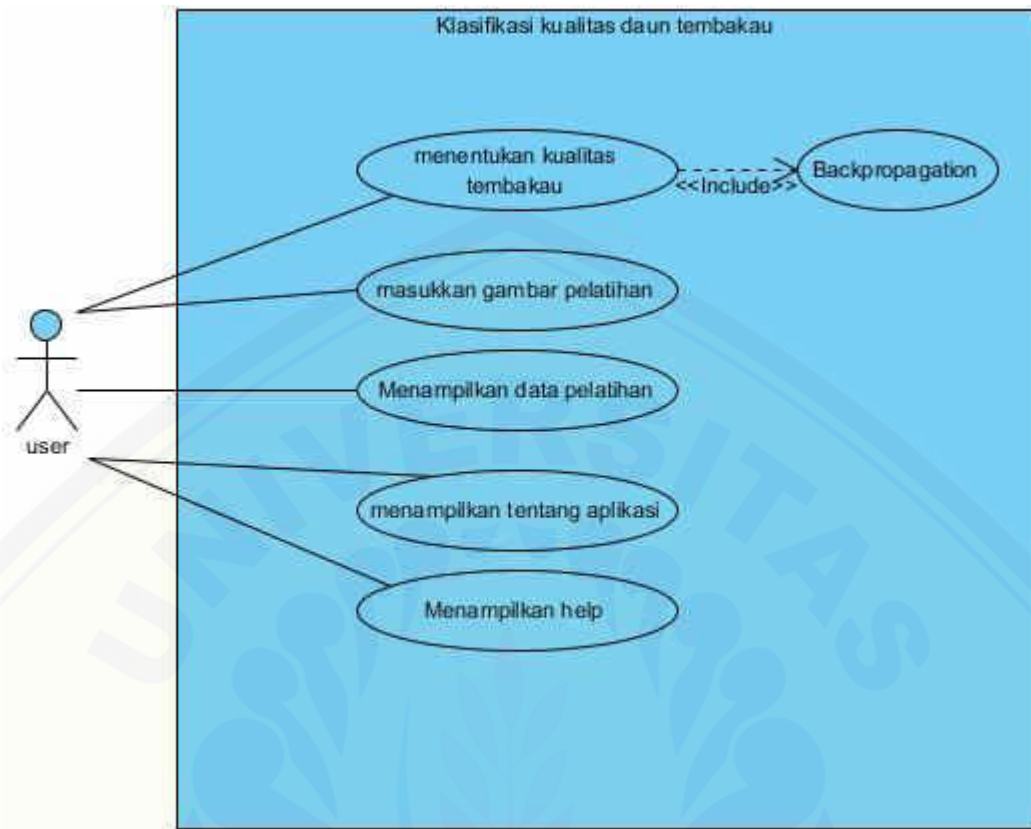 Klasifikasi kualitas daun tembakau
menentukan kualitas
tembakau
<<Include>>
Backpropagation
masukkan gambar pelatihan
Menampilkan data pelatihan
user
menampilkan tentang aplikasi
Menampilkan help
UNIVERSITAS